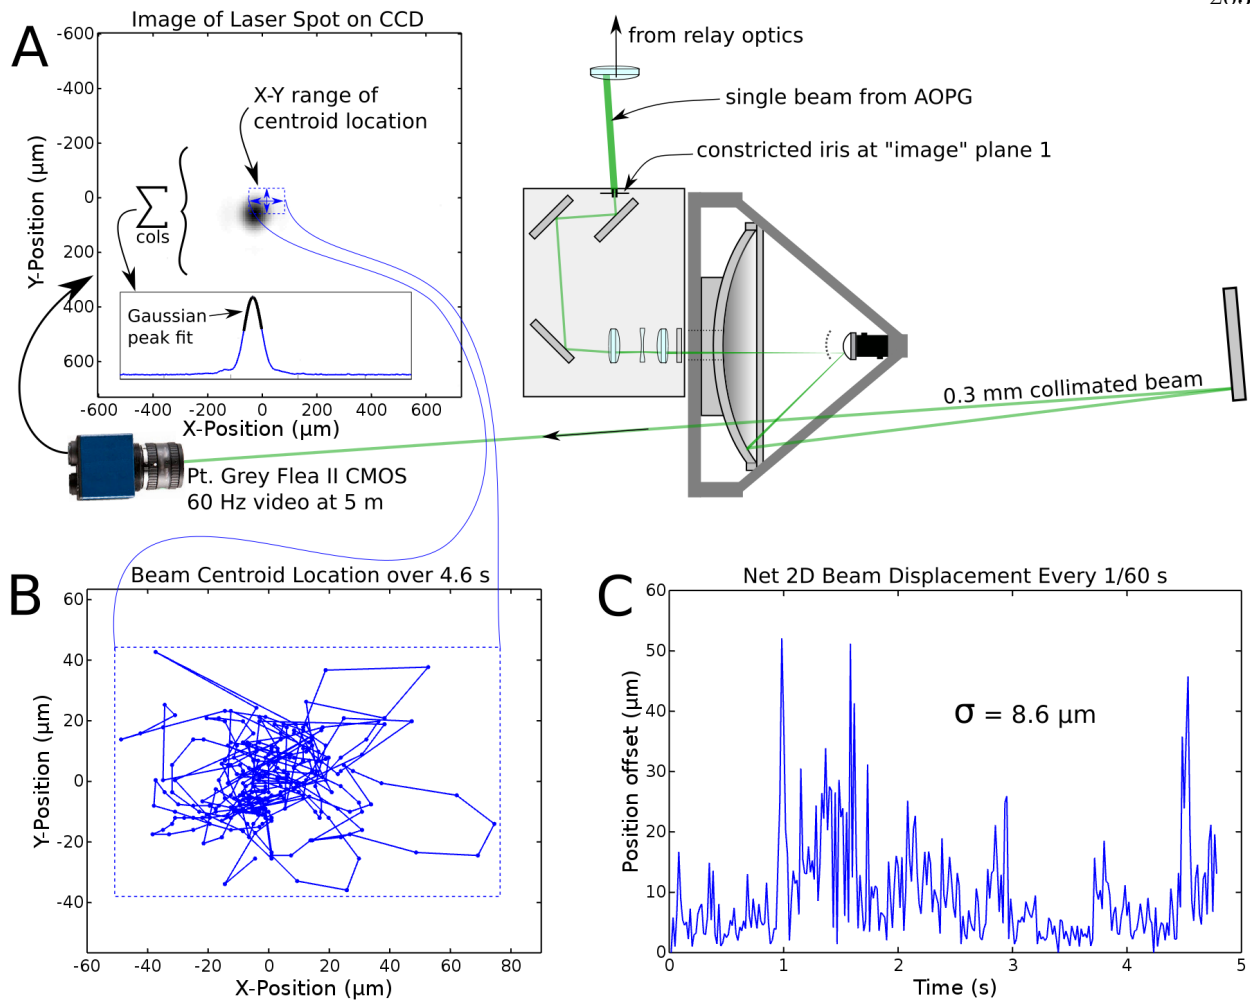 A
Image of Laser Spot on CCD
-600
-400
-200
0
200
400
600
Y-Position (μm)
X-Y range of
centroid location
∑
cols
Gaussian
peak fit
-600 -400 -200 0 200 400 600
X-Position (μm)
from relay optics
single beam from AOPG
constricted iris at "image" plane 1
0.3 mm collimated beam
Pt. Grey Flea II CMOS
60 Hz video at 5 m
B
Beam Centroid Location over 4.6 s
60
40
20
0
-20
-40
Y-Position (μm)
-60 -40 -20 0 20 40 60 80
X-Position (μm)
C
Net 2D Beam Displacement Every 1/60 s
60
50
40
30
20
10
0
Position offset (μm)
σ = 8.6 μm
0 1 2 3 4 5
Time (s)